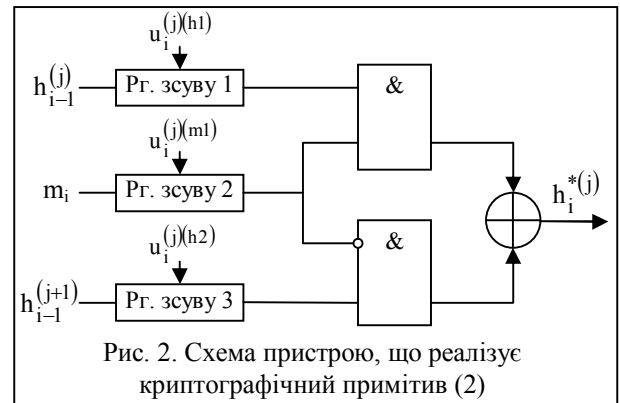 u_i^{(j)(h1)}
h_{i−1}^{(j)} Рг. зсуву 1 &
u_i^{(j)(m1)}
m_i Рг. зсуву 2 h_i^{*(j)}
u_i^{(j)(h2)} &
h_{i−1}^{(j+1)} Рг. зсуву 3
Рис. 2. Схема пристрою, що реалізує
криптографічний примітив (2)